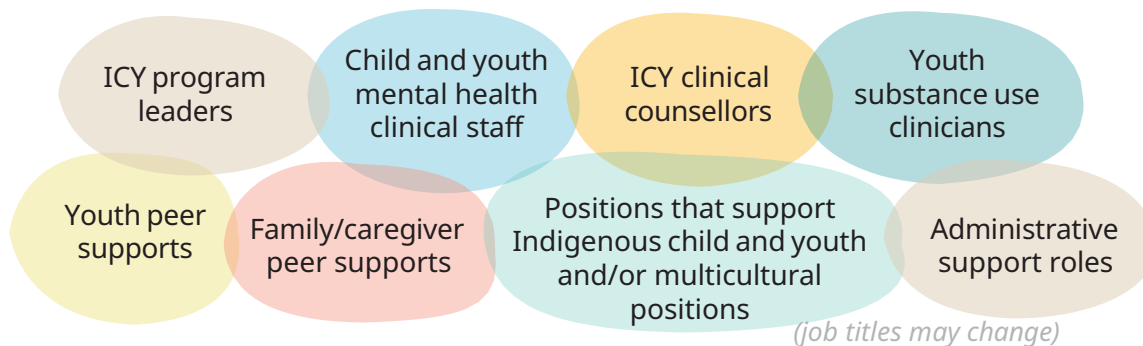 ICY program
leaders
Child and youth
mental health
clinical staff
ICY clinical
counsellors
Youth
substance use
clinicians
Youth peer
supports
Family/caregiver
peer supports
Positions that support
Indigenous child and youth
and/or multicultural
positions
Administrative
support roles
(job titles may change)